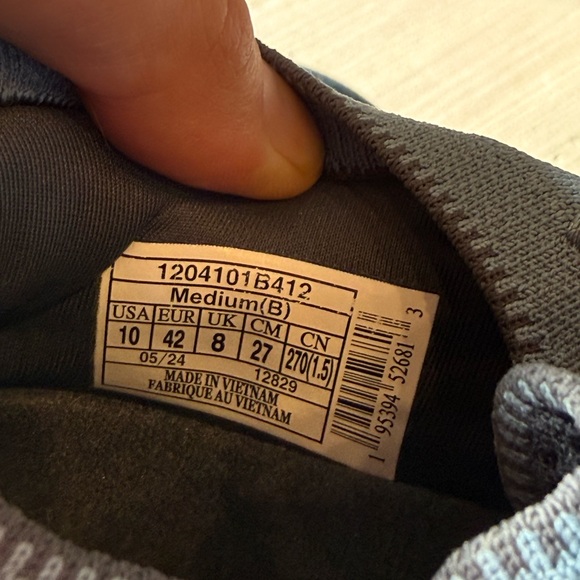 1204101B412
Medium(B)
USA EUR UK CM CN
10 42 8 27 270(1.5)
05/24 12829
MADE IN VIETNAM
FABRIQUE AU VIETNAM
1 95394 52681 3